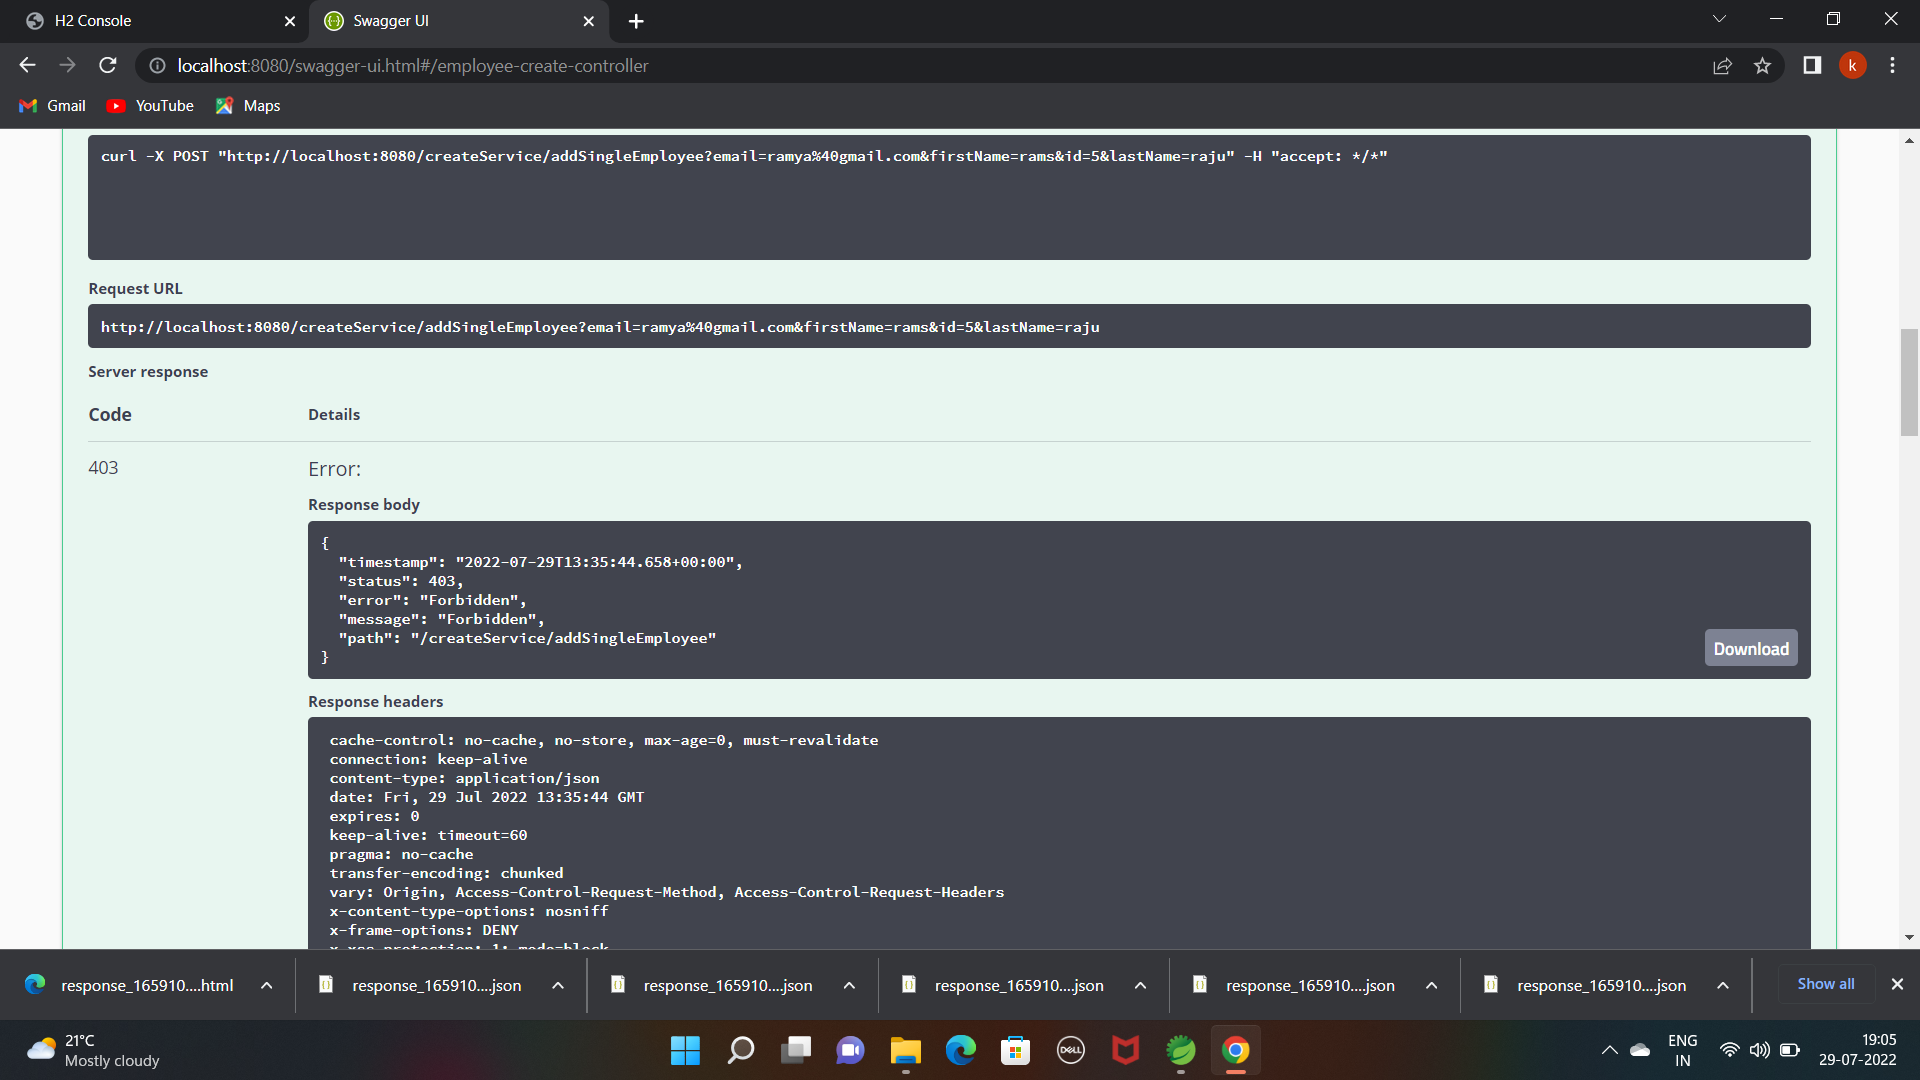 H2 Console
Swagger UI
localhost:8080/swagger-ui.html#/employee-create-controller
k
Gmail
YouTube
Maps
curl -X POST "http://localhost:8080/createService/addSingleEmployee?email=ramya%40gmail.com&firstName=rams&id=5&lastName=raju" -H "accept: */*"
Request URL
http://localhost:8080/createService/addSingleEmployee?email=ramya%40gmail.com&firstName=rams&id=5&lastName=raju
Server response
Code Details
403 Error:
Response body
{
"timestamp": "2022-07-29T13:35:44.658+00:00",
"status": 403,
"error": "Forbidden",
"message": "Forbidden",
"path": "/createService/addSingleEmployee"
}
Download
Response headers
cache-control: no-cache, no-store, max-age=0, must-revalidate
connection: keep-alive
content-type: application/json
date: Fri, 29 Jul 2022 13:35:44 GMT
expires: 0
keep-alive: timeout=60
pragma: no-cache
transfer-encoding: chunked
vary: Origin, Access-Control-Request-Method, Access-Control-Request-Headers
x-content-type-options: nosniff
x-frame-options: DENY
x-xss-protection: 1; mode=block
response_165910....html
response_165910....json
response_165910....json
response_165910....json
response_165910....json
response_165910....json
Show all
21°C
Mostly cloudy
DELL
ENG
IN
19:05
29-07-2022